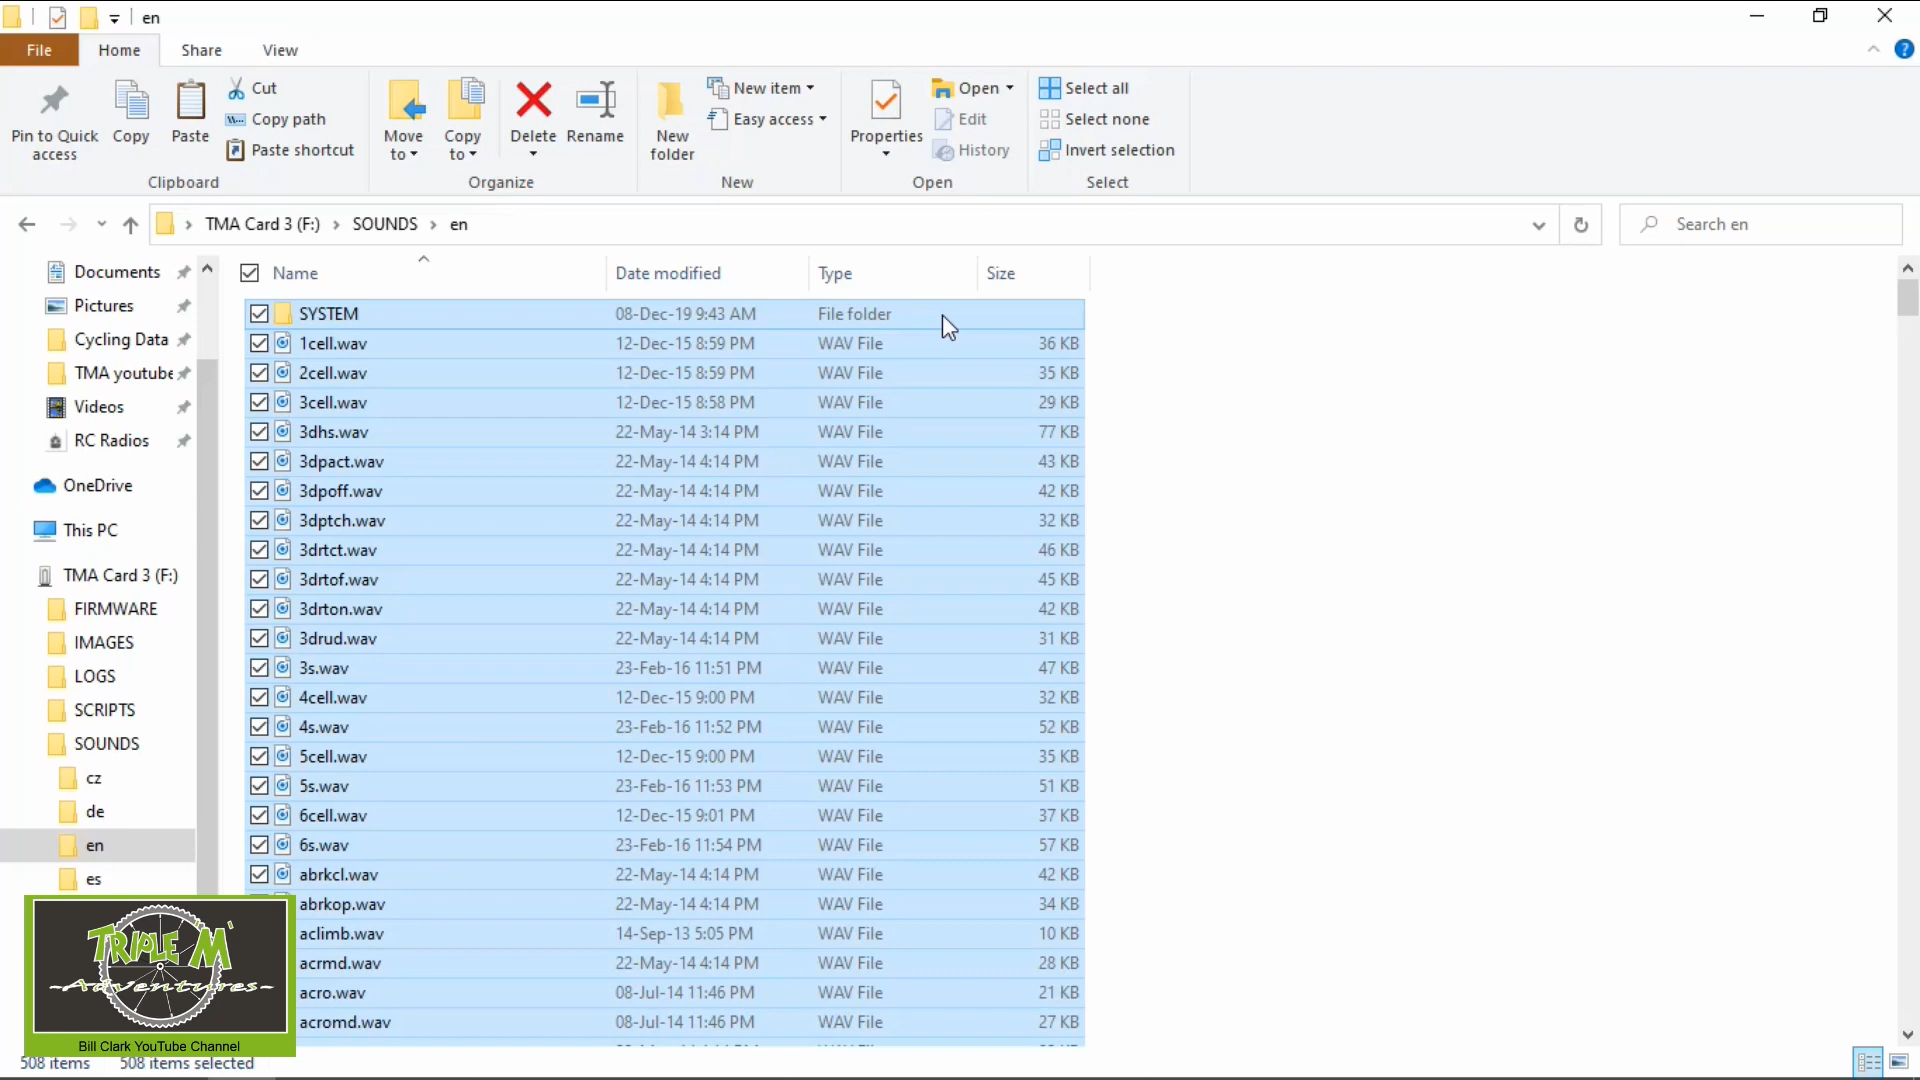 en
File Home Share View
Pin to Quick access
Copy
Paste
Cut
Copy path
Paste shortcut
Clipboard
Move to
Copy to
Delete
Rename
Organize
New folder
New item
Easy access
New
Properties
Open
Edit
History
Open
Select all
Select none
Invert selection
Select
TMA Card 3 (F:) SOUNDS en
Search en
Documents
Pictures
Cycling Data
TMA youtube
Videos
RC Radios
OneDrive
This PC
TMA Card 3 (F:)
FIRMWARE
IMAGES
LOGS
SCRIPTS
SOUNDS
cz
de
en
es
Name Date modified Type Size
SYSTEM 08-Dec-19 9:43 AM File folder
1cell.wav 12-Dec-15 8:59 PM WAV File 36 KB
2cell.wav 12-Dec-15 8:59 PM WAV File 35 KB
3cell.wav 12-Dec-15 8:58 PM WAV File 29 KB
3dhs.wav 22-May-14 3:14 PM WAV File 77 KB
3dpact.wav 22-May-14 4:14 PM WAV File 43 KB
3dpoff.wav 22-May-14 4:14 PM WAV File 42 KB
3dptch.wav 22-May-14 4:14 PM WAV File 32 KB
3drtct.wav 22-May-14 4:14 PM WAV File 46 KB
3drtof.wav 22-May-14 4:14 PM WAV File 45 KB
3drton.wav 22-May-14 4:14 PM WAV File 42 KB
3drud.wav 22-May-14 4:14 PM WAV File 31 KB
3s.wav 23-Feb-16 11:51 PM WAV File 47 KB
4cell.wav 12-Dec-15 9:00 PM WAV File 32 KB
4s.wav 23-Feb-16 11:52 PM WAV File 52 KB
5cell.wav 12-Dec-15 9:00 PM WAV File 35 KB
5s.wav 23-Feb-16 11:53 PM WAV File 51 KB
6cell.wav 12-Dec-15 9:01 PM WAV File 37 KB
6s.wav 23-Feb-16 11:54 PM WAV File 57 KB
abrkcl.wav 22-May-14 4:14 PM WAV File 42 KB
abrkop.wav 22-May-14 4:14 PM WAV File 34 KB
aclimb.wav 14-Sep-13 5:05 PM WAV File 10 KB
acrmd.wav 22-May-14 4:14 PM WAV File 28 KB
acro.wav 08-Jul-14 11:46 PM WAV File 21 KB
acromd.wav 08-Jul-14 11:46 PM WAV File 27 KB
TRIPLE M
-Adventures-
Bill Clark YouTube Channel
508 items 508 items selected